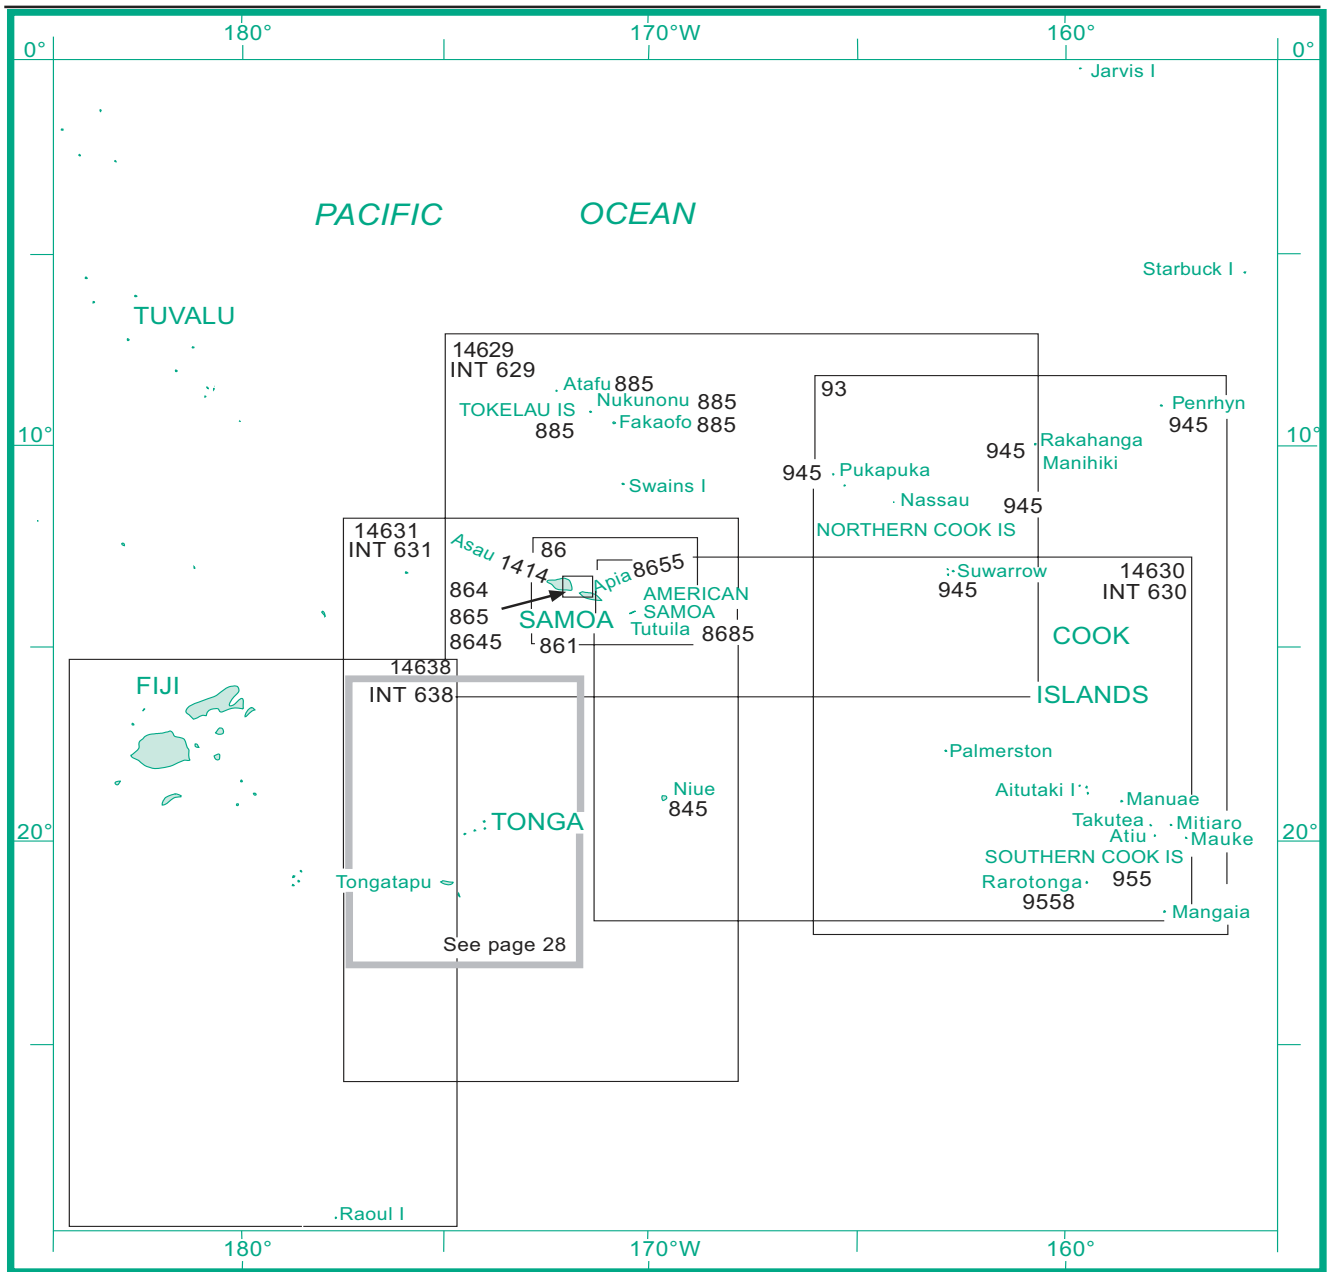 180°
170°W
160°
0°
0°
Jarvis I
PACIFIC OCEAN
Starbuck I
TUVALU
14629
INT 629
Atafu 885
Nukunonu 885
TOKELAU IS
885
Fakaofo 885
93
Penrhyn
945
10°
10°
945
Rakahanga
Manihiki
945
Pukapuka
Swains I
Nassau
945
NORTHERN COOK IS
14631
INT 631
Asau
1414
86
Apia
8655
864
865
8645
AMERICAN
SAMOA
SAMOA
Tutuila
8685
861
Suwarrow
945
14630
INT 630
COOK
ISLANDS
14638
INT 638
FIJI
Palmerston
Niue
845
Aitutaki I
Manuae
TONGA
Takutea
Mitiaro
20°
20°
Atiu
Mauke
SOUTHERN COOK IS
Tongatapu
Rarotonga
955
9558
Mangaia
See page 28
Raoul I
180°
170°W
160°